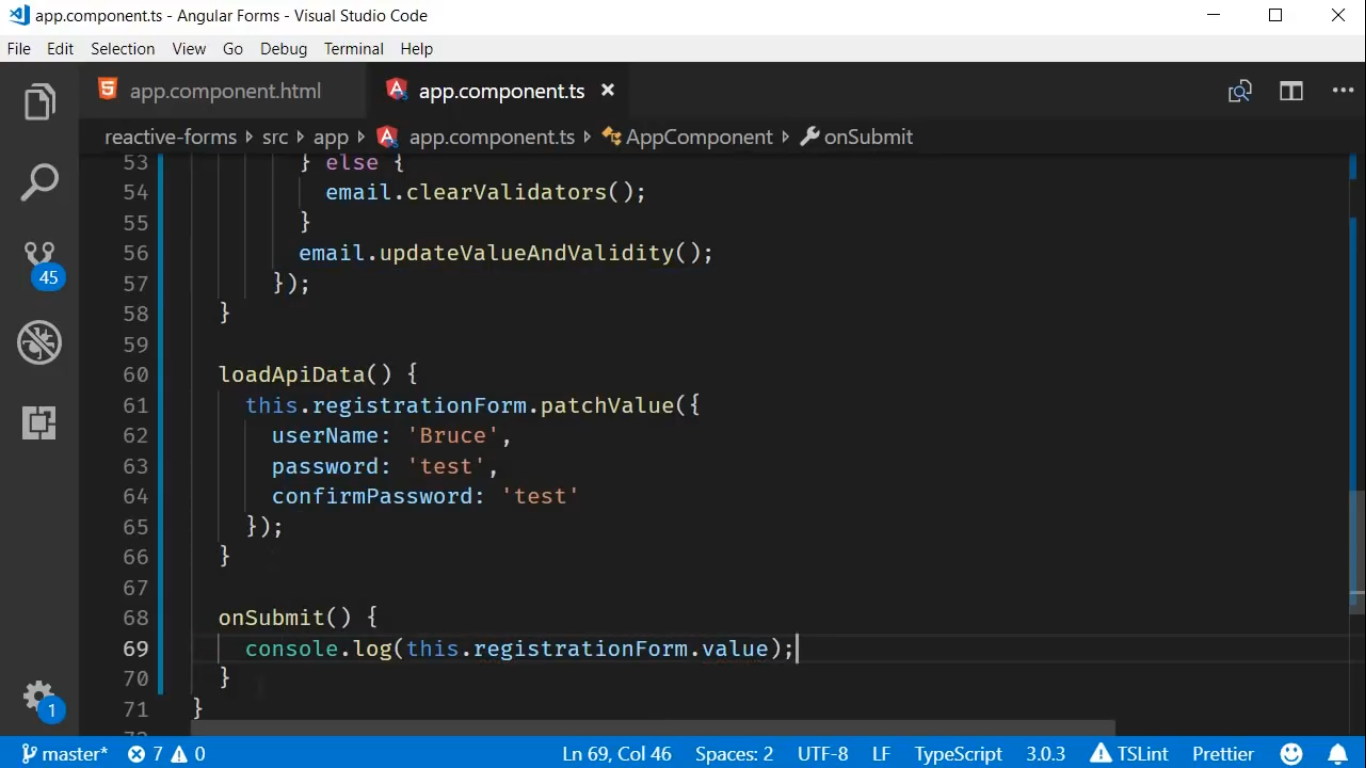 app.component.ts - Angular Forms - Visual Studio Code
File Edit Selection View Go Debug Terminal Help
app.component.html app.component.ts
reactive-forms src app app.component.ts AppComponent onSubmit
53 } else {
54 email.clearValidators();
55 }
56 email.updateValueAndValidity();
57 });
58 }
59
60 loadApiData() {
61 this.registrationForm.patchValue({
62 userName: 'Bruce',
63 password: 'test',
64 confirmPassword: 'test'
65 });
66 }
67
68 onSubmit() {
69 console.log(this.registrationForm.value);
70 }
71 }
45
1
master* 7 0 Ln 69, Col 46 Spaces: 2 UTF-8 LF TypeScript 3.0.3 TSLint Prettier